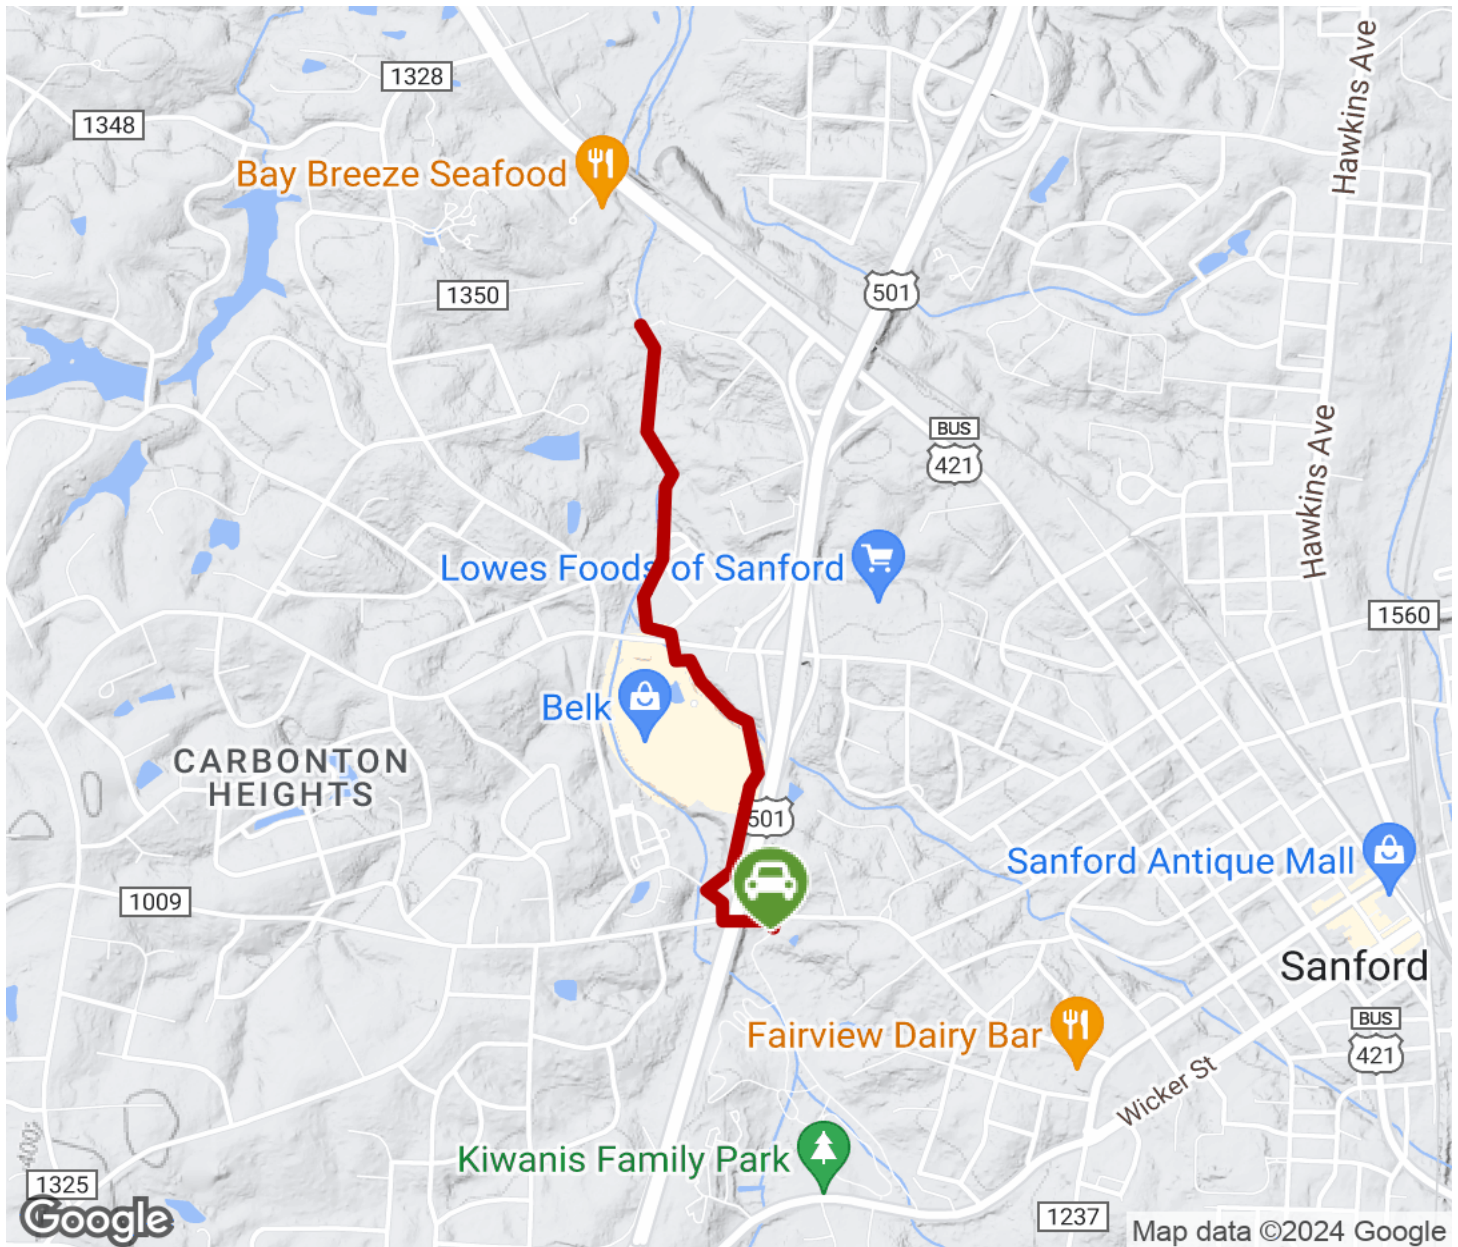 1328
Hawkins Ave
1348
Bay Breeze Seafood
501
1350
BUS
421
Hawkins Ave
Lowes Foods of Sanford
1560
Belk
CARBONTON
HEIGHTS
501
Sanford Antique Mall
1009
Sanford
BUS
421
Fairview Dairy Bar
Wicker St
400
Kiwanis Family Park
1325
1237
Google
Map data ©2024 Google